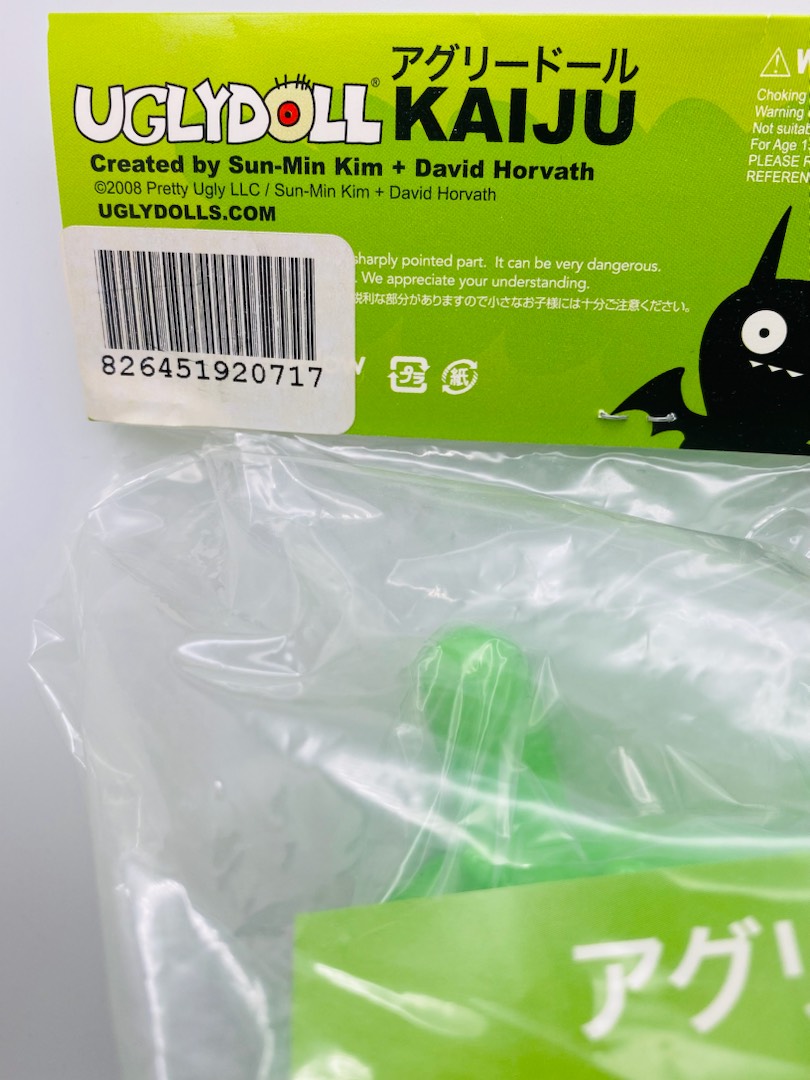 アグリードール
UGLYDOLL® KAIJU
Created by Sun-Min Kim + David Horvath
©2008 Pretty Ugly LLC / Sun-Min Kim + David Horvath
UGLYDOLLS.COM
⚠ W
Choking
Warning
Not suitab
For Age 1
PLEASE R
REFEREN
sharply pointed part. It can be very dangerous.
. We appreciate your understanding.
鋭利な部分がありますので小さなお子様には十分ご注意ください。
826451920717
プラ
紙
アグリ